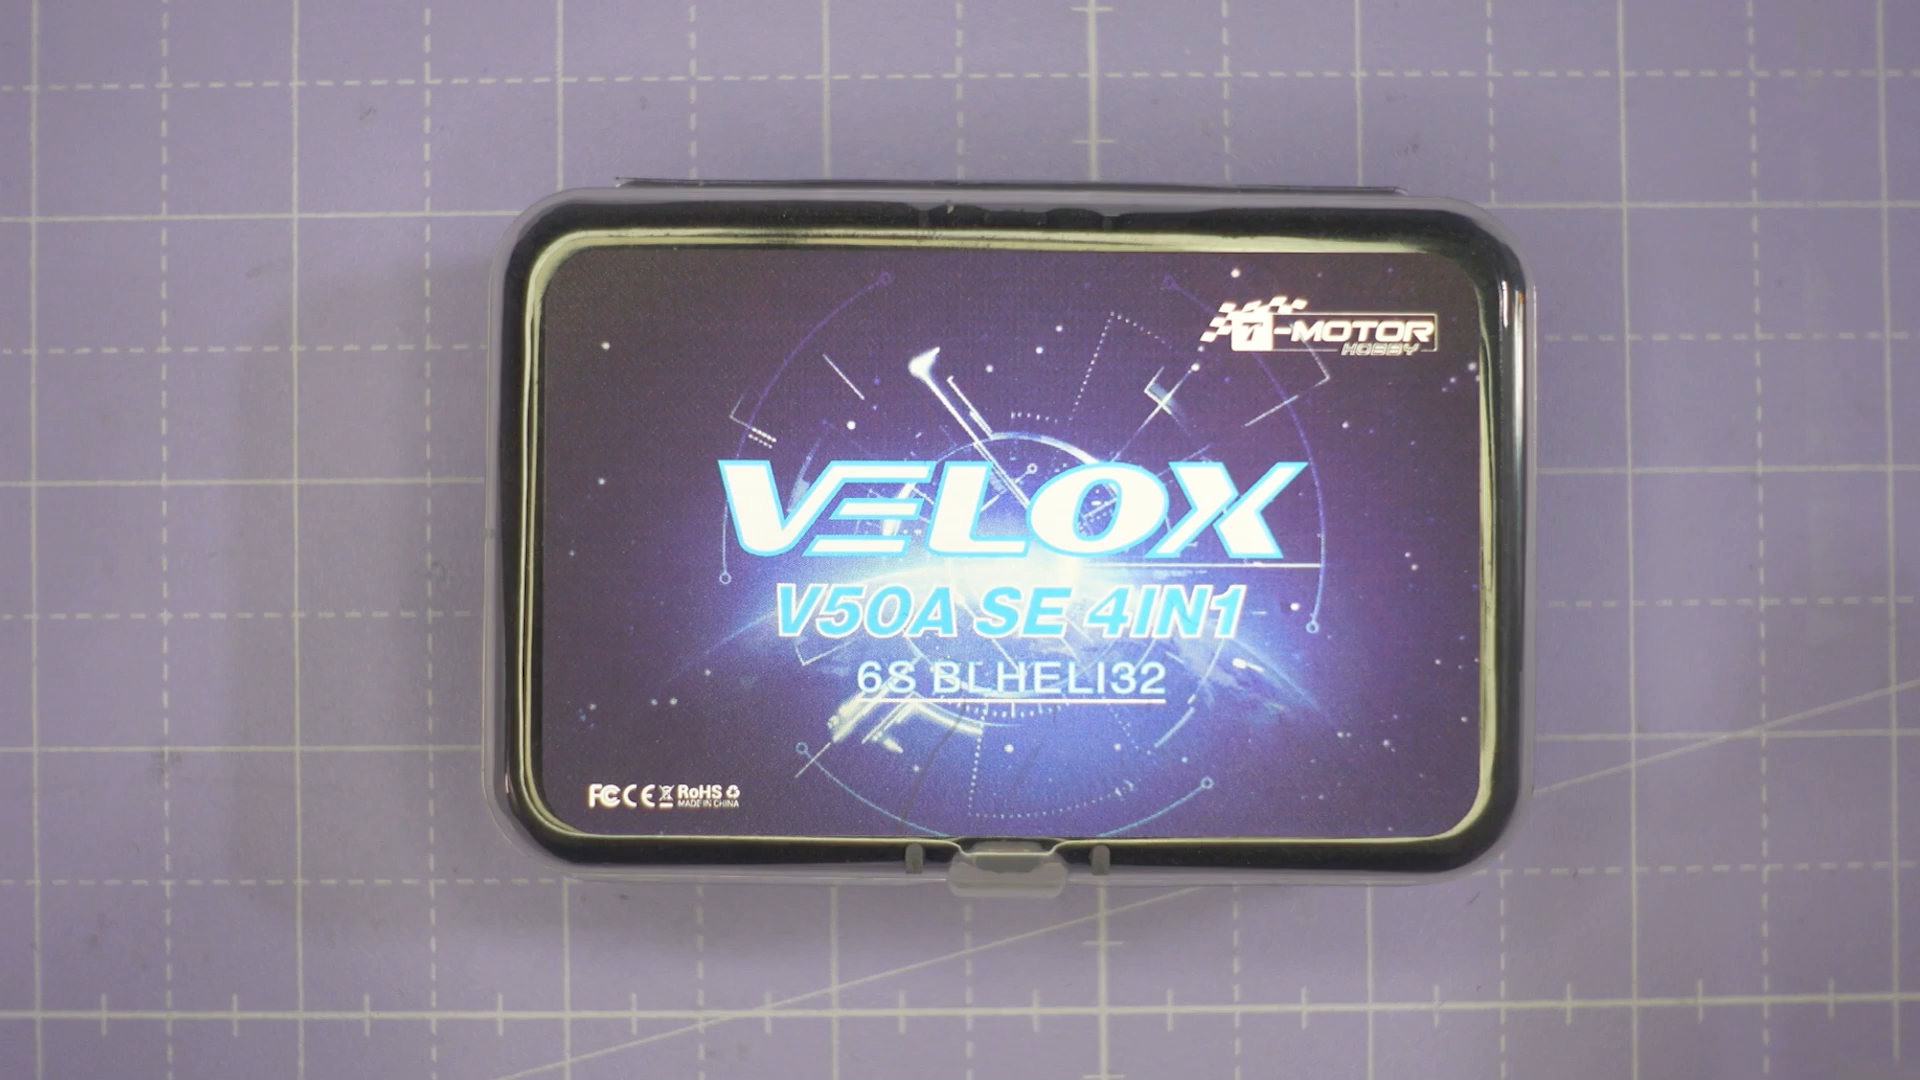 T-MOTOR
HOBBY
VELOX
V50A SE 4IN1
6S BLHELI32
FC CE RoHS
MADE IN CHINA